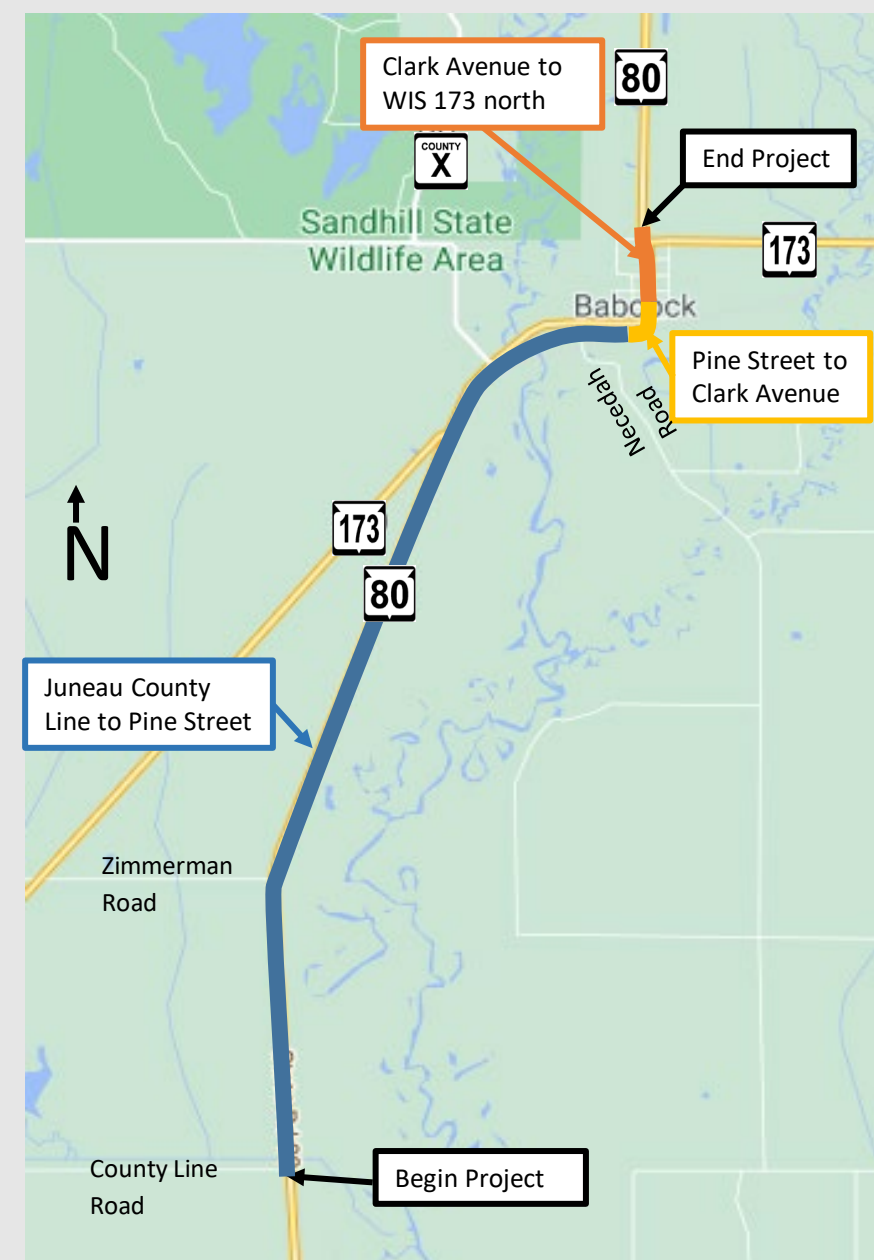 Clark Avenue to
WIS 173 north
80
COUNTY
X
End Project
Sandhill State
Wildlife Area
173
Babcock
Pine Street to
Clark Avenue
Necedah
Road
N
173
80
Juneau County
Line to Pine Street
Zimmerman
Road
County Line
Road
Begin Project